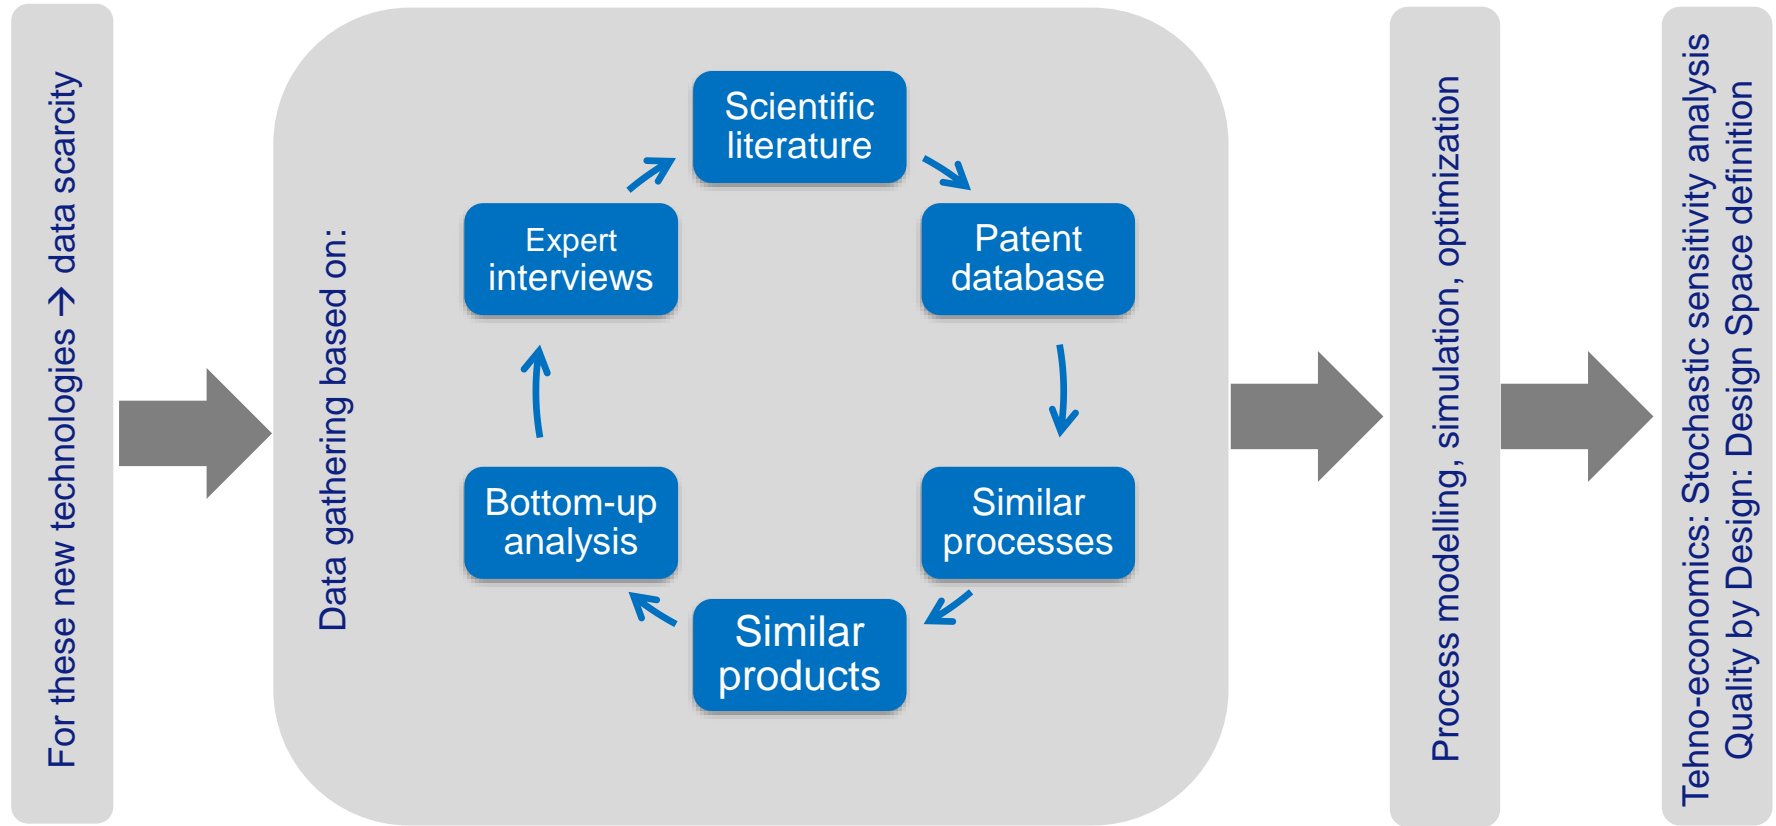 For these new technologies → data scarcity
Data gathering based on:
Scientific
literature
Patent
database
Similar
processes
Similar
products
Bottom-up
analysis
Expert
interviews
Process modelling, simulation, optimization
Tehno-economics: Stochastic sensitivity analysis
Quality by Design: Design Space definition